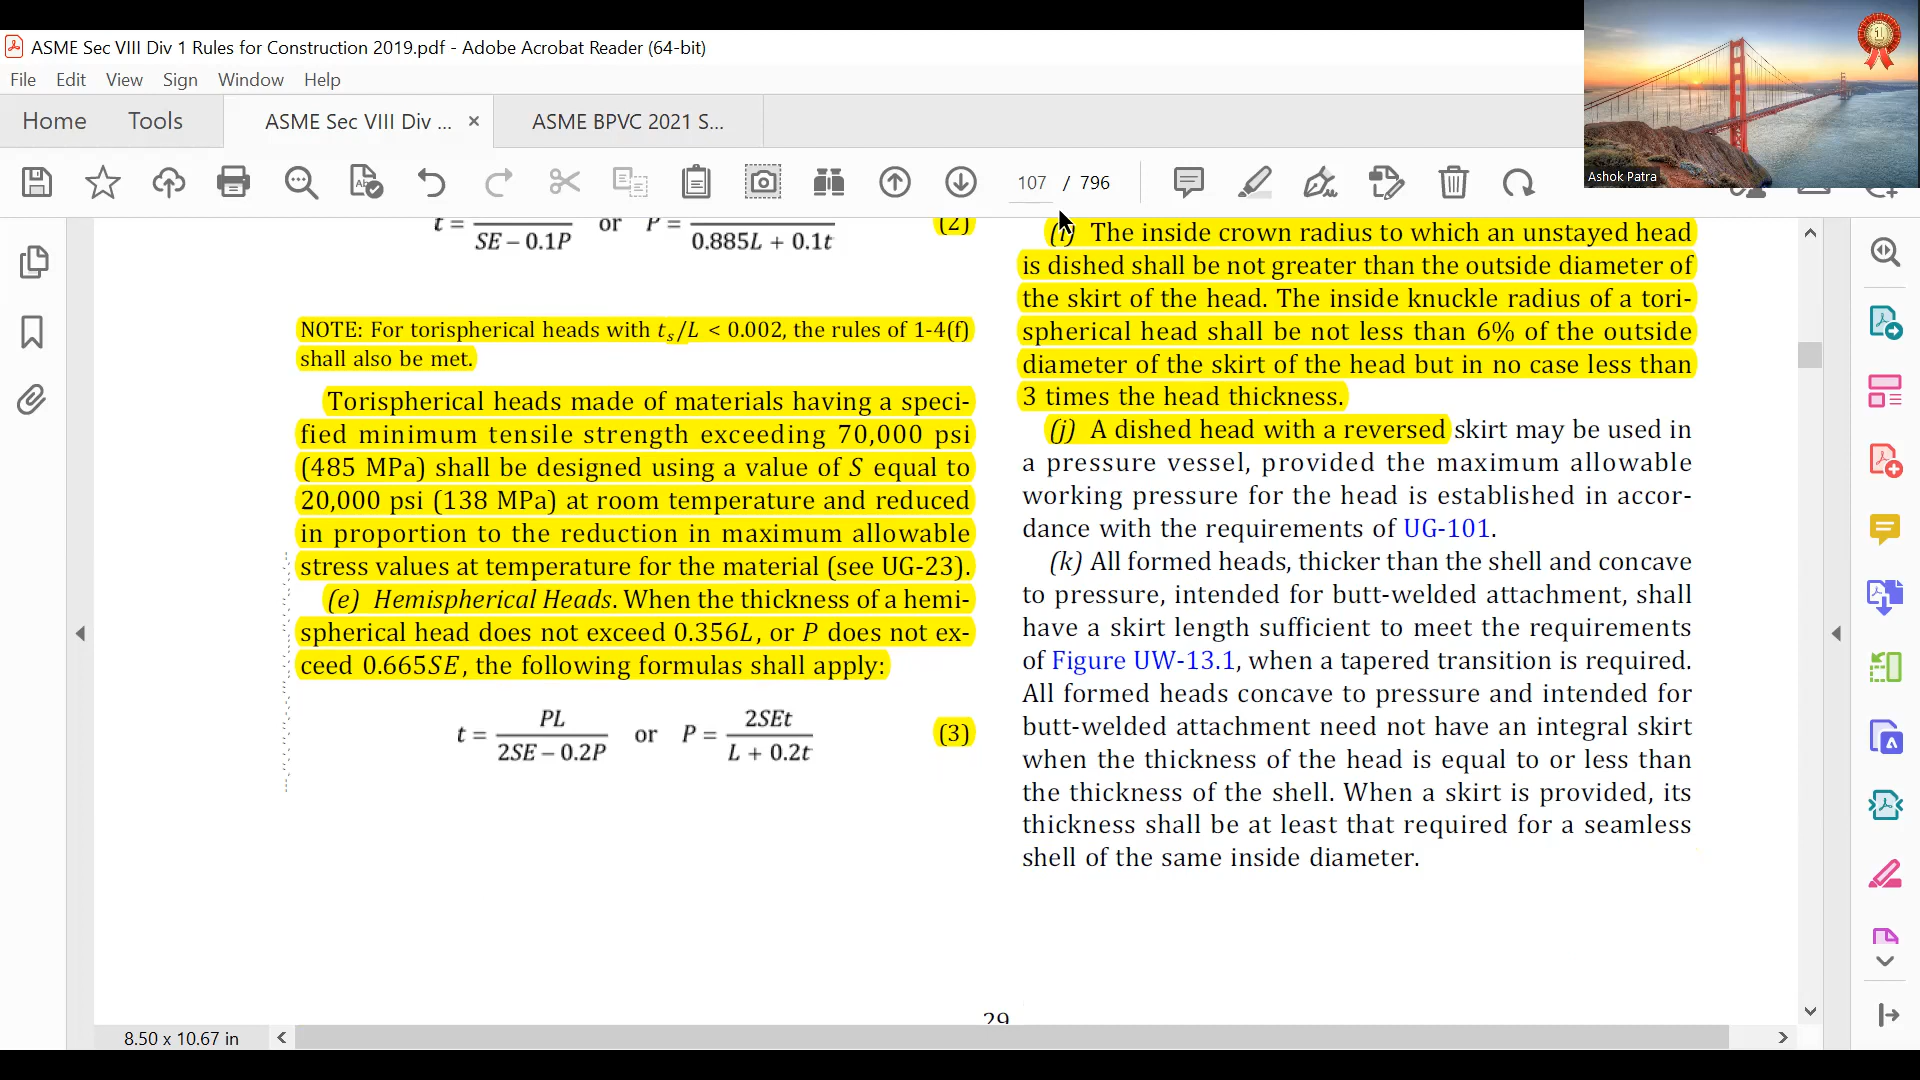 ASME Sec VIII Div 1 Rules for Construction 2019.pdf - Adobe Acrobat Reader (64-bit)
File Edit View Sign Window Help
Home Tools ASME Sec VIII Div ... × ASME BPVC 2021 S...
107 / 796
1
Ashok Patra
t = / SE – 0.1P or P = / 0.885L + 0.1t (2)
NOTE: For torispherical heads with tₛ/L < 0.002, the rules of 1-4(f)
shall also be met.
Torispherical heads made of materials having a speci-
fied minimum tensile strength exceeding 70,000 psi
(485 MPa) shall be designed using a value of S equal to
20,000 psi (138 MPa) at room temperature and reduced
in proportion to the reduction in maximum allowable
stress values at temperature for the material (see UG-23).
(e) Hemispherical Heads. When the thickness of a hemi-
spherical head does not exceed 0.356L, or P does not ex-
ceed 0.665SE, the following formulas shall apply:
t = PL / 2SE – 0.2P or P = 2SEt / L + 0.2t (3)
(i) The inside crown radius to which an unstayed head
is dished shall be not greater than the outside diameter of
the skirt of the head. The inside knuckle radius of a tori-
spherical head shall be not less than 6% of the outside
diameter of the skirt of the head but in no case less than
3 times the head thickness.
(j) A dished head with a reversed skirt may be used in
a pressure vessel, provided the maximum allowable
working pressure for the head is established in accor-
dance with the requirements of UG-101.
(k) All formed heads, thicker than the shell and concave
to pressure, intended for butt-welded attachment, shall
have a skirt length sufficient to meet the requirements
of Figure UW-13.1, when a tapered transition is required.
All formed heads concave to pressure and intended for
butt-welded attachment need not have an integral skirt
when the thickness of the head is equal to or less than
the thickness of the shell. When a skirt is provided, its
thickness shall be at least that required for a seamless
shell of the same inside diameter.
29
8.50 x 10.67 in